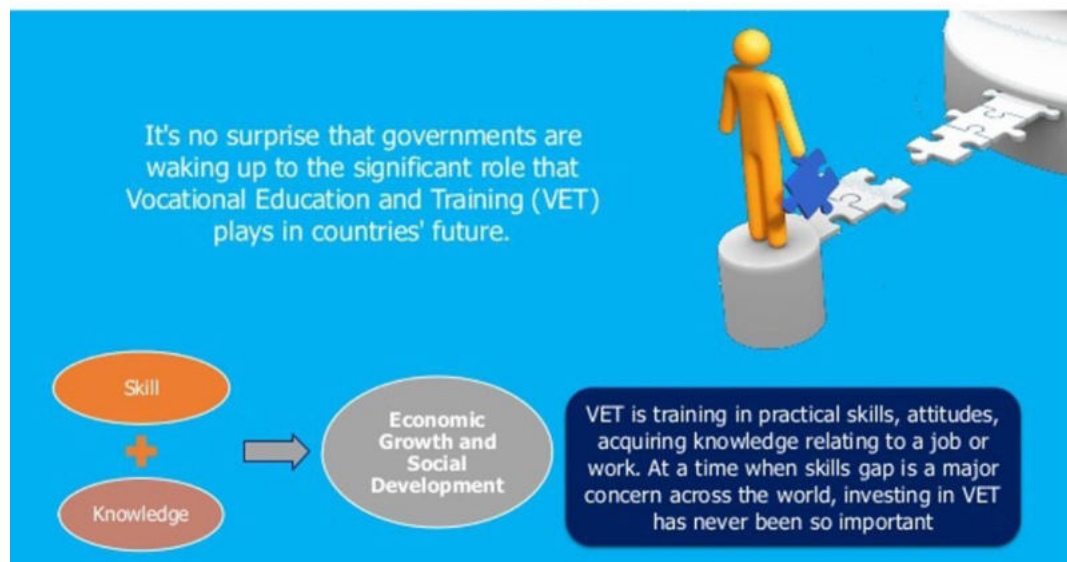 It's no surprise that governments are
waking up to the significant role that
Vocational Education and Training (VET)
plays in countries' future.
Skill
Knowledge
Economic
Growth and
Social
Development
VET is training in practical skills, attitudes,
acquiring knowledge relating to a job or
work. At a time when skills gap is a major
concern across the world, investing in VET
has never been so important